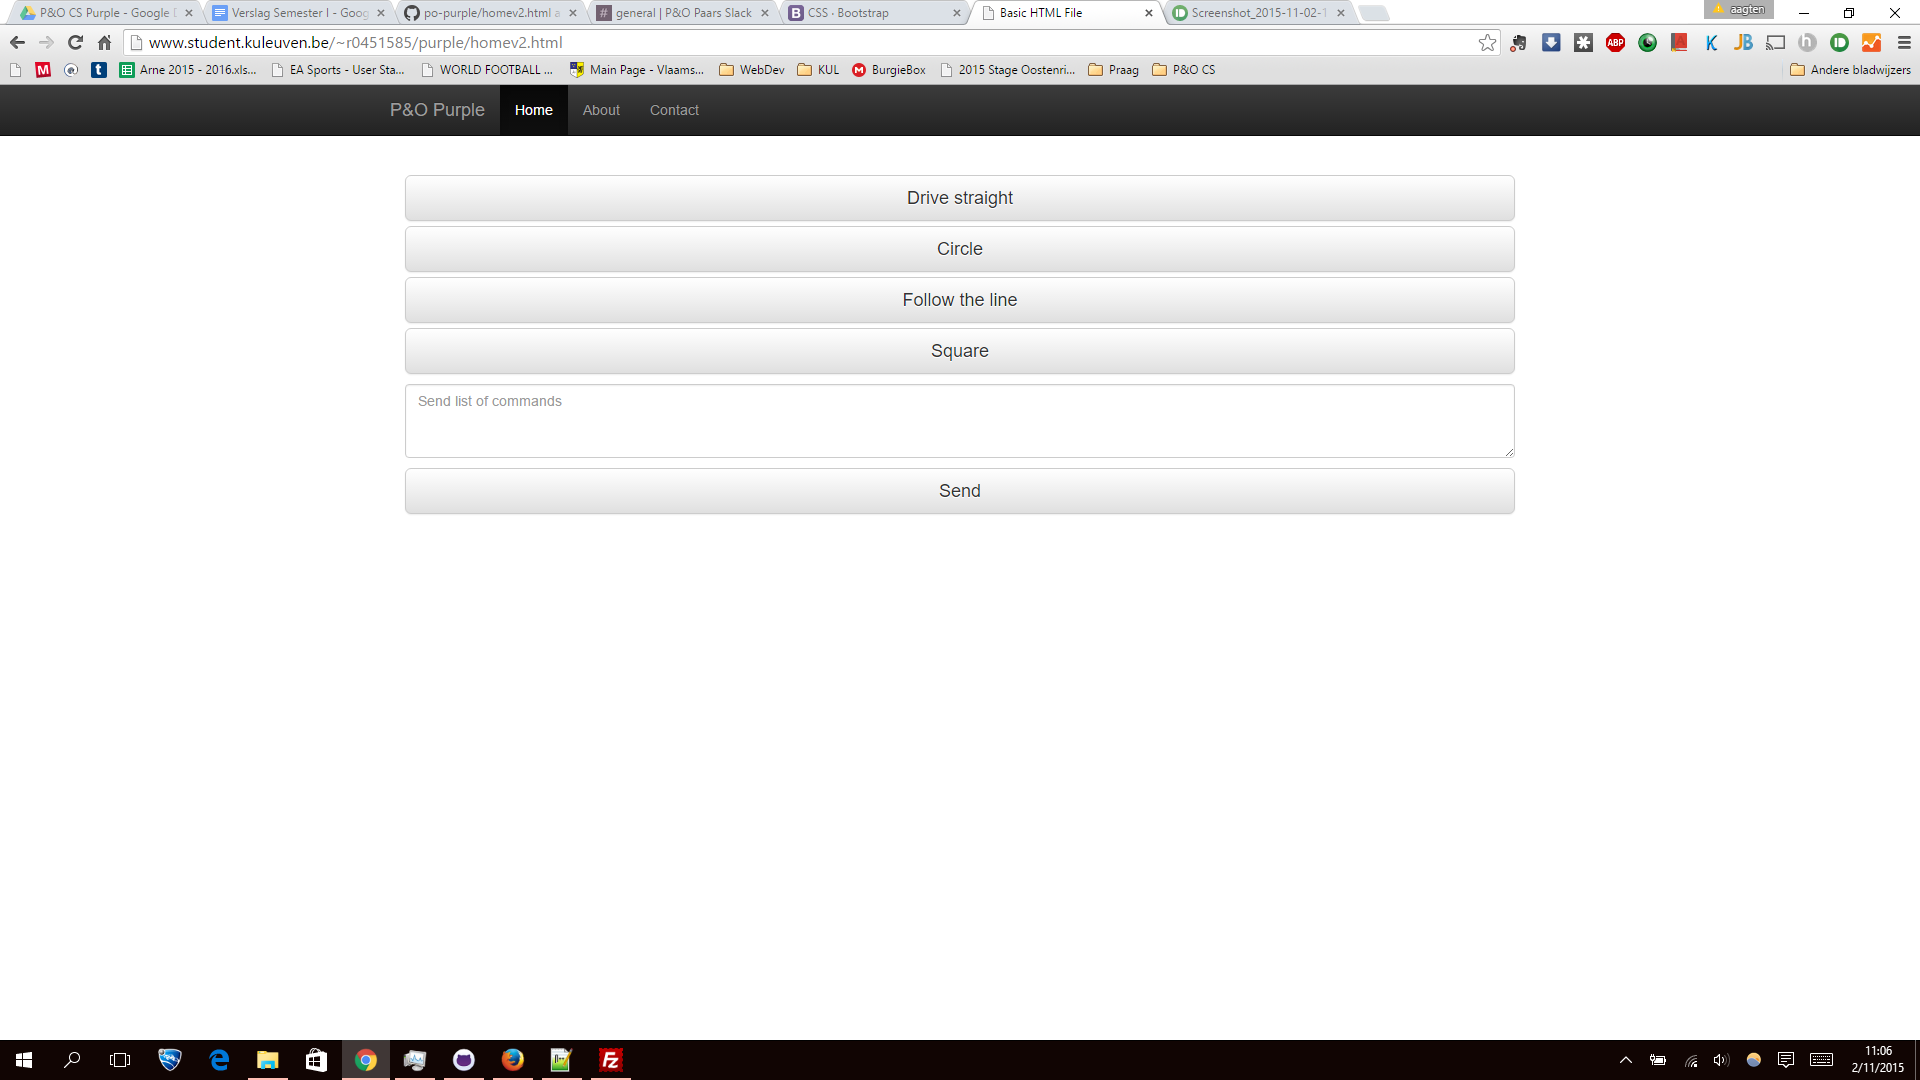 P&O CS Purple - Google D
Verslag Semester I - Goog
po-purple/homev2.html a
general | P&O Paars Slack
CSS · Bootstrap
Basic HTML File
Screenshot_2015-11-02-1
aagten
www.student.kuleuven.be/~r0451585/purple/homev2.html
Arne 2015 - 2016.xls...
EA Sports - User Sta...
WORLD FOOTBALL ...
Main Page - Vlaams...
WebDev
KUL
BurgieBox
2015 Stage Oostenri...
Praag
P&O CS
Andere bladwijzers
P&O Purple
Home
About
Contact
Drive straight
Circle
Follow the line
Square
Send list of commands
Send
11:06
2/11/2015